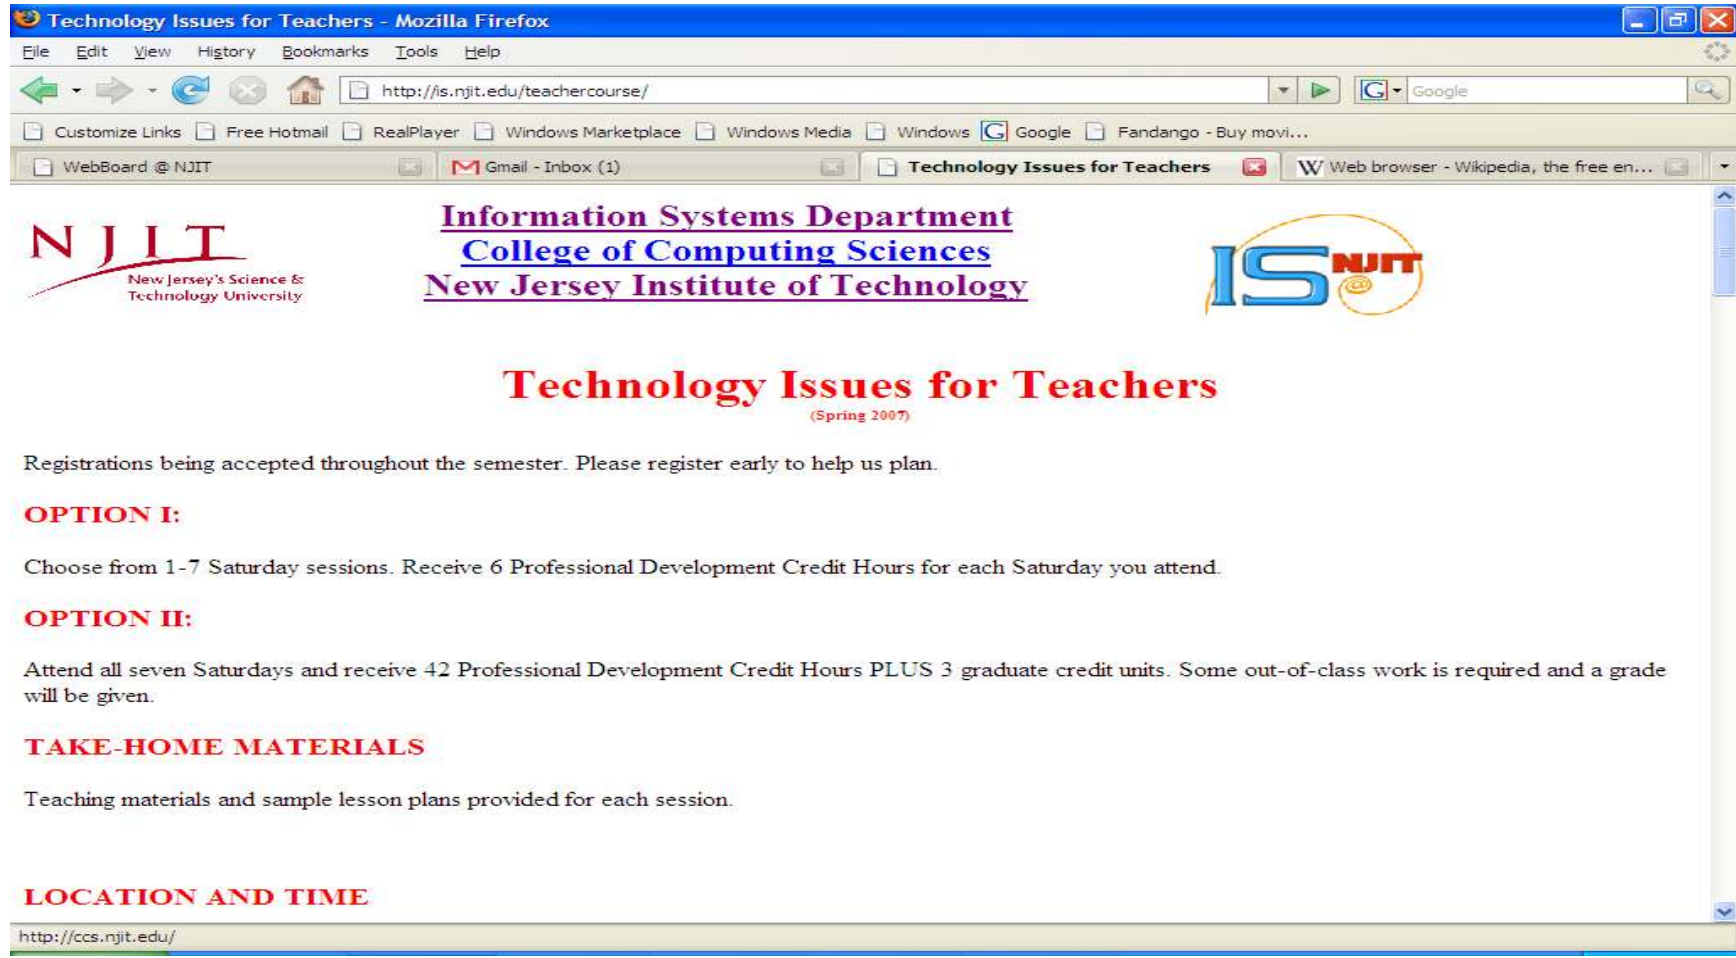 Technology Issues for Teachers - Mozilla Firefox
File Edit View History Bookmarks Tools Help
http://is.njit.edu/teachercourse/ G Google
Customize Links Free Hotmail RealPlayer Windows Marketplace Windows Media Windows G Google Fandango - Buy movi...
WebBoard @ NJIT Gmail - Inbox (1) Technology Issues for Teachers W Web browser - Wikipedia, the free en...
NJIT
New Jersey's Science &
Technology University
Information Systems Department
College of Computing Sciences
New Jersey Institute of Technology
IS@NJIT
Technology Issues for Teachers
(Spring 2007)
Registrations being accepted throughout the semester. Please register early to help us plan.
OPTION I:
Choose from 1-7 Saturday sessions. Receive 6 Professional Development Credit Hours for each Saturday you attend.
OPTION II:
Attend all seven Saturdays and receive 42 Professional Development Credit Hours PLUS 3 graduate credit units. Some out-of-class work is required and a grade
will be given.
TAKE-HOME MATERIALS
Teaching materials and sample lesson plans provided for each session.
LOCATION AND TIME
http://ccs.njit.edu/